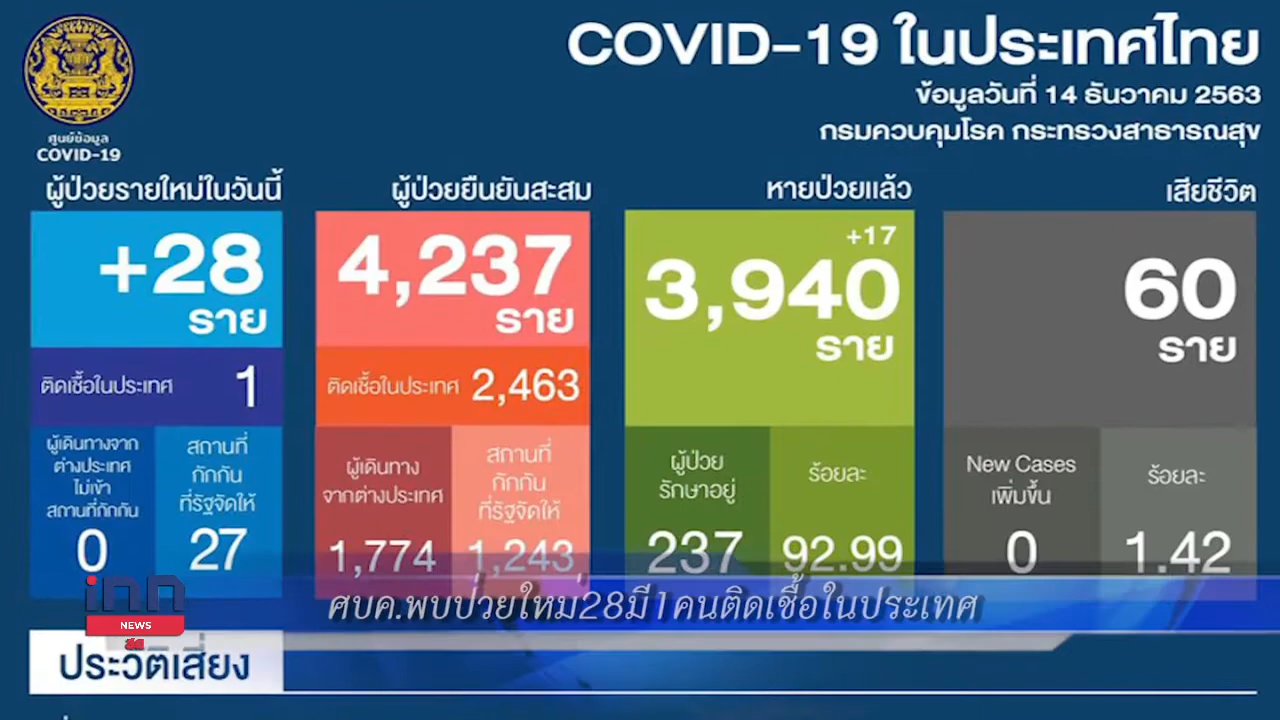 COVID-19 ในประเทศไทย
ข้อมูลวันที่ 14 ธันวาคม 2563
กรมควบคุมโรค กระทรวงสาธารณสุข
ศูนย์ข้อมูล
COVID-19
ผู้ป่วยรายใหม่ในวันนี้
+28
ราย
ติดเชื้อในประเทศ 1
ผู้เดินทางจาก
ต่างประเทศ
ไม่เข้า
สถานที่กักกัน
0
สถานที่
กักกัน
ที่รัฐจัดให้
27
ผู้ป่วยยืนยันสะสม
4,237
ราย
ติดเชื้อในประเทศ 2,463
ผู้เดินทาง
จากต่างประเทศ
1,774
สถานที่
กักกัน
ที่รัฐจัดให้
1,243
หายป่วยแล้ว
+17
3,940
ราย
ผู้ป่วย
รักษาอยู่
237
ร้อยละ
92.99
เสียชีวิต
60
ราย
New Cases
เพิ่มขึ้น
0
ร้อยละ
1.42
ศบค.พบป่วยใหม่28มี1คนติดเชื้อในประเทศ
inn
NEWS
ประวัติเสี่ยง